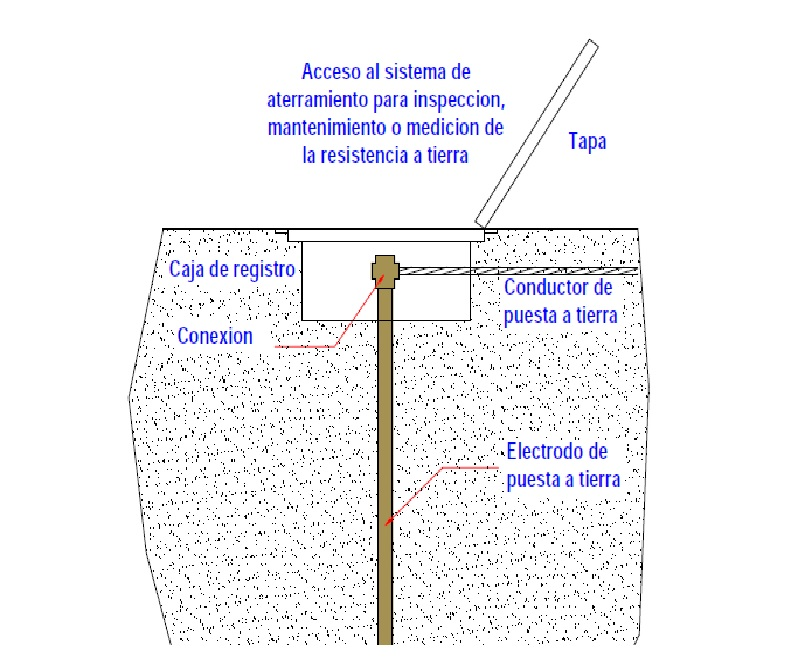 Acceso al sistema de
aterramiento para inspeccion,
mantenimiento o medicion de
la resistencia a tierra
Tapa
Caja de registro
Conductor de
puesta a tierra
Conexion
Electrodo de
puesta a tierra